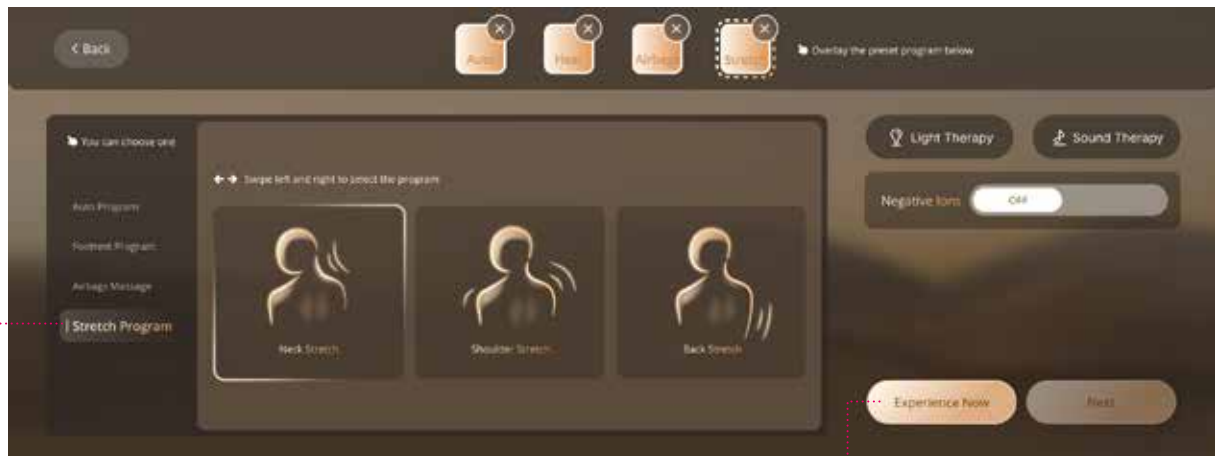 < Back
Auto
Heat
Airbags
Stretch
Overlay the preset program below
You can choose one
Light Therapy
Sound Therapy
Swipe left and right to select the program
Negative Ions
OFF
Auto Program
Footrest Program
Airbags Massage
Stretch Program
Neck Stretch
Shoulder Stretch
Back Stretch
Experience Now
Next